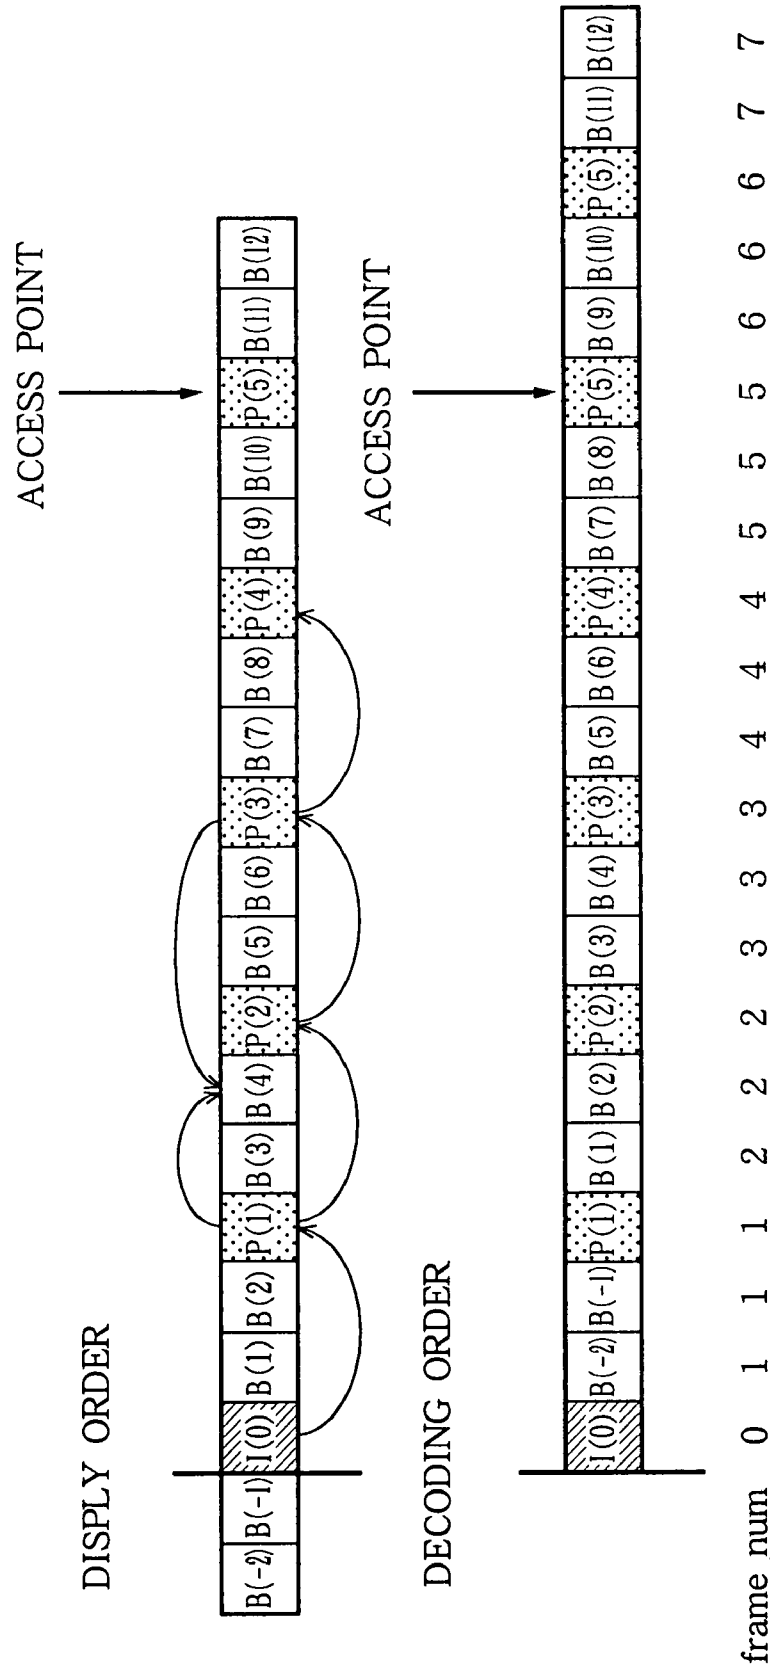 ACCESS POINT
DISPLY ORDER
B(-2) B(-1) I(0) B(1) B(2) P(1) B(3) B(4) P(2) B(5) B(6) P(3) B(7) B(8) P(4) B(9) B(10) P(5) B(11) B(12)
ACCESS POINT
DECODING ORDER
I(0) B(-2) B(-1) P(1) B(1) B(2) P(2) B(3) B(4) P(3) B(5) B(6) P(4) B(7) B(8) P(5) B(9) B(10) P(5) B(11) B(12)
frame num 0 1 1 1 2 2 2 3 3 3 4 4 4 5 5 5 6 6 6 7 7